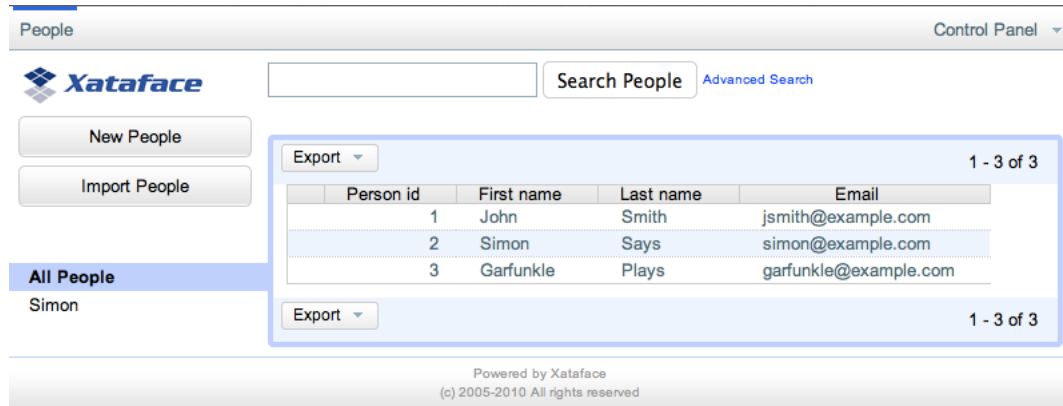 People Control Panel
Xataface Search People Advanced Search
New People
Import People
Export 1 - 3 of 3
Person id First name Last name Email
1 John Smith jsmith@example.com
2 Simon Says simon@example.com
3 Garfunkle Plays garfunkle@example.com
All People
Simon
Export 1 - 3 of 3
Powered by Xataface
(c) 2005-2010 All rights reserved